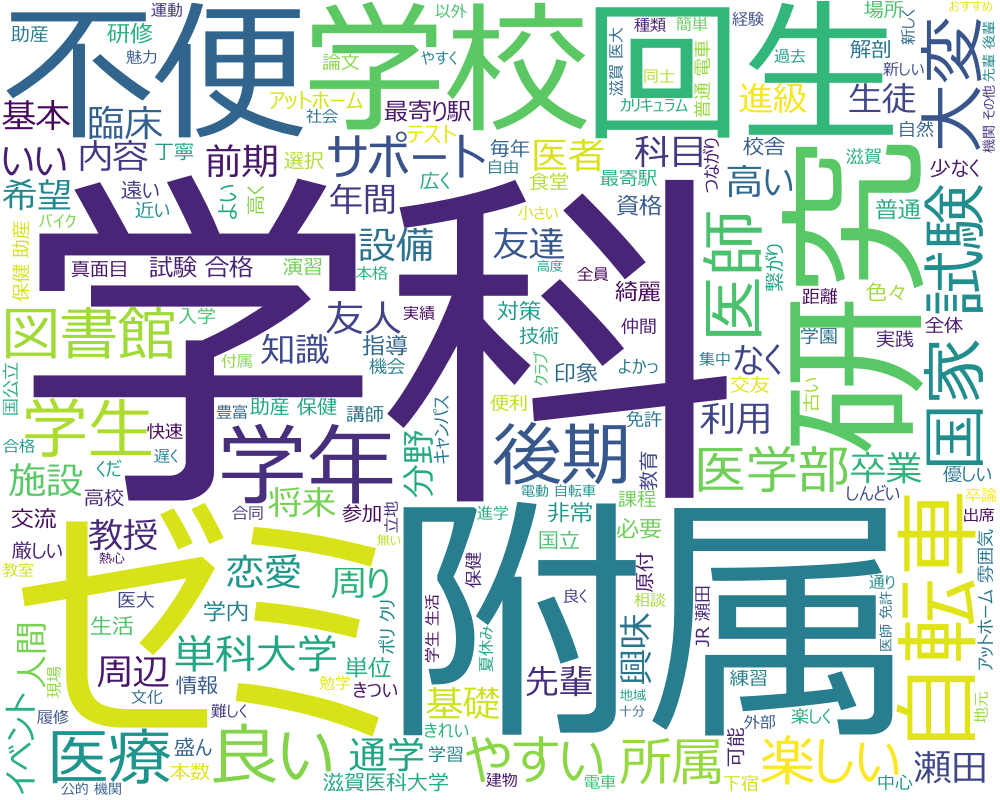 助産
運動
研修
魅力
不便
学校
回生
論文
やすく
アットホーム
以外
最寄り駅
社会
テスト
滋賀 医大
種類
簡単
同士
カリキュラム
普通 電車
経験
過去
場所
解剖
新しく
新しい
おすすめ
大変
先輩 後輩
機関 その他
基本
臨床
いい
内容
丁寧
前期
選択
サポート
毎年
自由
医者
科目
進級
生徒
自然
校舎
つながり
滋賀
少なく
希望
遠い
近い
よい
高く
年間
広く
食堂
最寄駅
資格
高い
普通
バイク
保健 助産
真面目
試験 合格
演習
設備
本格
友達
小さい
高度
全員
綺麗
医師
繋がり
研究
色々
国家 試験
図書館
入学
知識
友人
指導
機会
実績
対策
技術
仲間
距離
学園
実践
全体
学科
国公立
付属
クラブ
印象
よかっ
集中
なく
交友
古い
学生
快速
豊富
助産 保健
講師
学年
分野
キャンパス
後期
便利
免許
利用
教育
医学部
卒業
優しい
しんどい
合格
くだ
遅く
施設
高校
将来
合同
参加
立地
進学
無い
電動 自転車
非常
課程
必要
卒論
出席
交流
教授
厳しい
熱心
教室
ゼミ
恋愛
周り
附属
国立
原付
相談
保健
良く
自転車
雰囲気
アットホーム
通り
医師 免許
JR 瀬田
医大
学内
生活
人間
現場
イベント
周辺
情報
単科大学
単位
勉学
きつい
ポリ クリ
学生 生活
夏休み
先輩
興味
地域
十分
練習
外部
楽しく
地元
文化
履修
難しく
医療
盛ん
本数
良い
通学
基礎
きれい
学習
やすい
所属
可能
下宿
楽しい
中心
瀬田
公的 機関
滋賀医科大学
建物
電車